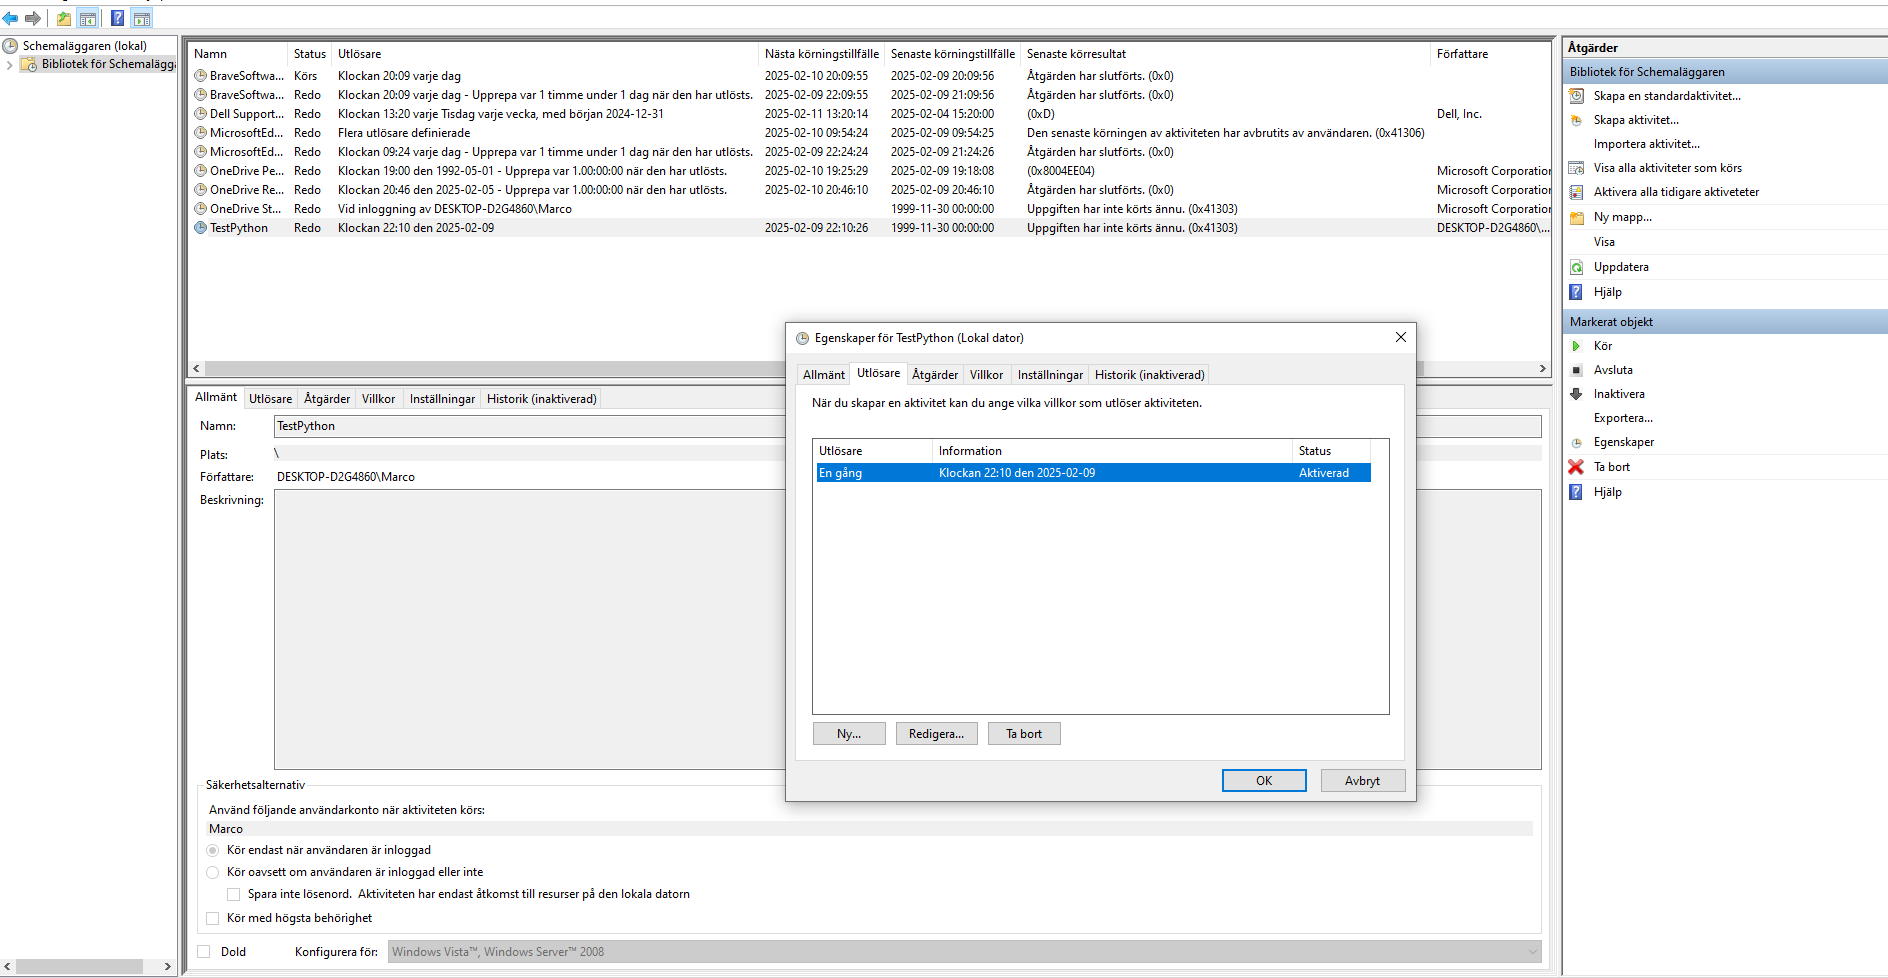 Schemaläggaren (lokal)
Bibliotek för Schemalägga
Namn Status Utlösare Nästa körningstillfälle Senaste körningstillfälle Senaste körresultat Författare
BraveSoftwa... Körs Klockan 20:09 varje dag 2025-02-10 20:09:55 2025-02-09 20:09:56 Åtgärden har slutförts. (0x0)
BraveSoftwa... Redo Klockan 20:09 varje dag - Upprepa var 1 timme under 1 dag när den har utlösts. 2025-02-09 22:09:55 2025-02-09 21:09:56 Åtgärden har slutförts. (0x0)
Dell Support... Redo Klockan 13:20 varje Tisdag varje vecka, med början 2024-12-31 2025-02-11 13:20:14 2025-02-04 15:20:00 (0xD) Dell, Inc.
MicrosoftEd... Redo Flera utlösare definierade 2025-02-10 09:54:24 2025-02-09 09:54:25 Den senaste körningen av aktiviteten har avbrutits av användaren. (0x41306)
MicrosoftEd... Redo Klockan 09:24 varje dag - Upprepa var 1 timme under 1 dag när den har utlösts. 2025-02-09 22:24:24 2025-02-09 21:24:26 Åtgärden har slutförts. (0x0)
OneDrive Pe... Redo Klockan 19:00 den 1992-05-01 - Upprepa var 1.00:00:00 när den har utlösts. 2025-02-10 19:25:29 2025-02-09 19:18:08 (0x8004EE04) Microsoft Corporation
OneDrive Re... Redo Klockan 20:46 den 2025-02-05 - Upprepa var 1.00:00:00 när den har utlösts. 2025-02-10 20:46:10 2025-02-09 20:46:10 Åtgärden har slutförts. (0x0) Microsoft Corporation
OneDrive St... Redo Vid inloggning av DESKTOP-D2G4860\Marco 1999-11-30 00:00:00 Uppgiften har inte körts ännu. (0x41303) Microsoft Corporation
TestPython Redo Klockan 22:10 den 2025-02-09 2025-02-09 22:10:26 1999-11-30 00:00:00 Uppgiften har inte körts ännu. (0x41303) DESKTOP-D2G4860\...
Allmänt Utlösare Åtgärder Villkor Inställningar Historik (inaktiverad)
Namn: TestPython
Plats: \
Författare: DESKTOP-D2G4860\Marco
Beskrivning:
Säkerhetsalternativ
Använd följande användarkonto när aktiviteten körs:
Marco
Kör endast när användaren är inloggad
Kör oavsett om användaren är inloggad eller inte
Spara inte lösenord. Aktiviteten har endast åtkomst till resurser på den lokala datorn
Kör med högsta behörighet
Dold Konfigurera för: Windows Vista™, Windows Server™ 2008
Egenskaper för TestPython (Lokal dator)
Allmänt Utlösare Åtgärder Villkor Inställningar Historik (inaktiverad)
När du skapar en aktivitet kan du ange vilka villkor som utlöser aktiviteten.
Utlösare Information Status
En gång Klockan 22:10 den 2025-02-09 Aktiverad
Ny... Redigera... Ta bort
OK Avbryt
Åtgärder
Bibliotek för Schemaläggaren
Skapa en standardaktivitet...
Skapa aktivitet...
Importera aktivitet...
Visa alla aktiviteter som körs
Aktivera alla tidigare aktiveteter
Ny mapp...
Visa
Uppdatera
Hjälp
Markerat objekt
Kör
Avsluta
Inaktivera
Exportera...
Egenskaper
Ta bort
Hjälp